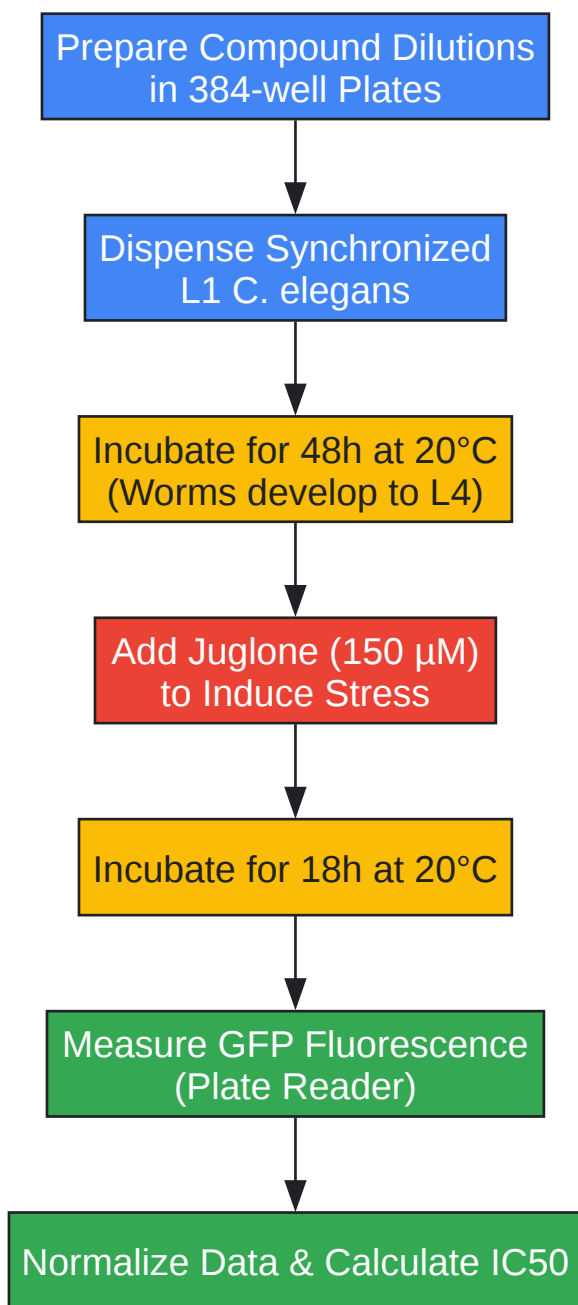 Prepare Compound Dilutions
in 384-well Plates
Dispense Synchronized
L1 C. elegans
Incubate for 48h at 20°C
(Worms develop to L4)
Add Juglone (150 µM)
to Induce Stress
Incubate for 18h at 20°C
Measure GFP Fluorescence
(Plate Reader)
Normalize Data & Calculate IC50